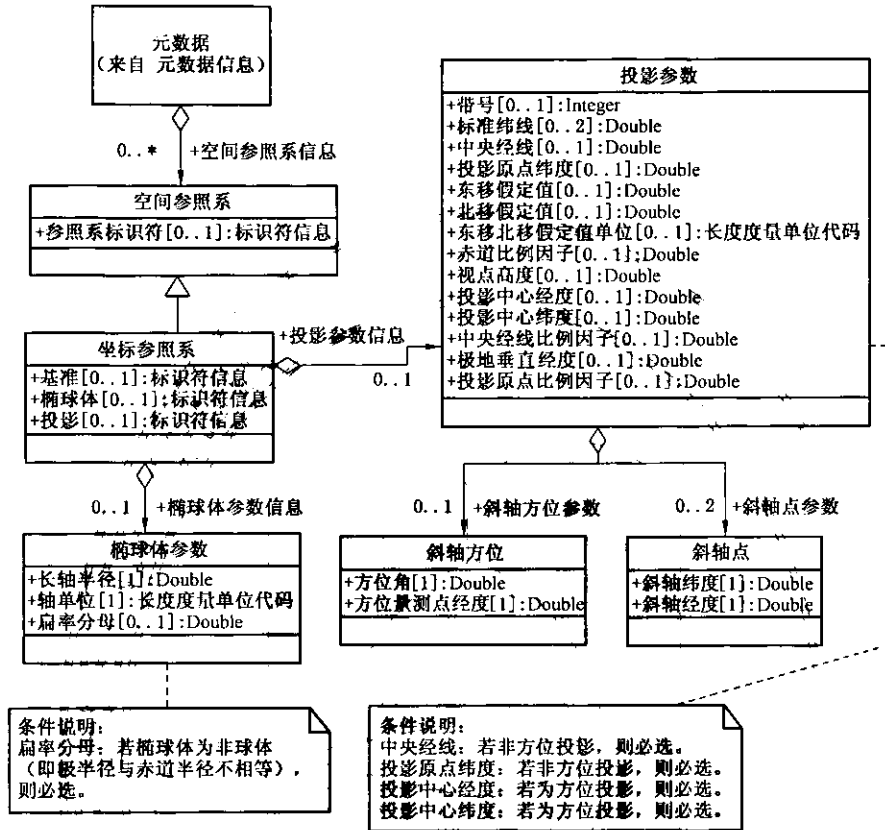 元数据
（来自 元数据信息）
0..*
+空间参照系信息
空间参照系
+参照系标识符[0..1]:标识符信息
坐标参照系
+基准[0..1]:标识符信息
+椭球体[0..1]:标识符信息
+投影[0..1]:标识符信息
+投影参数信息
0..1
投影参数
+带号[0..1]:Integer
+标准纬线[0..2]:Double
+中央经线[0..1]:Double
+投影原点纬度[0..1]:Double
+东移假定值[0..1]:Double
+北移假定值[0..1]:Double
+东移北移假定值单位[0..1]:长度度量单位代码
+赤道比例因子[0..1]:Double
+视点高度[0..1]:Double
+投影中心经度[0..1]:Double
+投影中心纬度[0..1]:Double
+中央经线比例因子[0..1]:Double
+极地垂直经度[0..1]:Double
+投影原点比例因子[0..1]:Double
0..1
+椭球体参数信息
椭球体参数
+长轴半径[1]:Double
+轴单位[1]:长度度量单位代码
+扁率分母[0..1]:Double
0..1
+斜轴方位参数
斜轴方位
+方位角[1]:Double
+方位量测点经度[1]:Double
0..2
+斜轴点参数
斜轴点
+斜轴纬度[1]:Double
+斜轴经度[1]:Double
条件说明：
扁率分母：若椭球体为非球体
（即极半径与赤道半径不相等），
则必选。
条件说明：
中央经线：若非方位投影，则必选。
投影原点纬度：若非方位投影，则必选。
投影中心经度：若为方位投影，则必选。
投影中心纬度：若为方位投影，则必选。